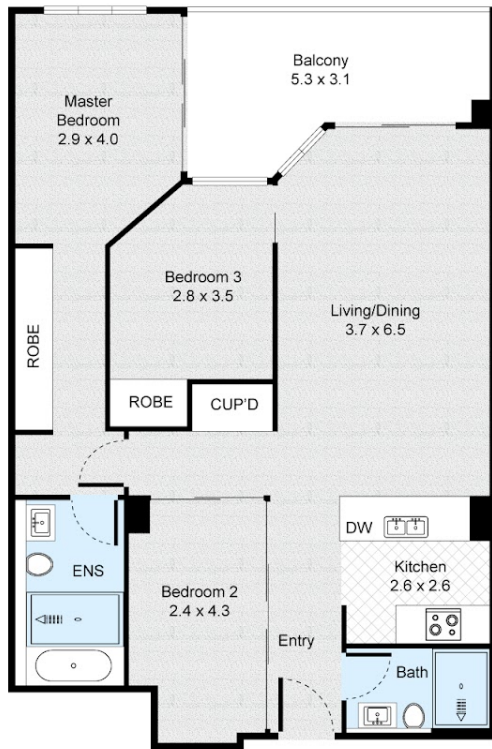 Balcony
5.3 x 3.1
Master
Bedroom
2.9 x 4.0
Bedroom 3
2.8 x 3.5
Living/Dining
3.7 x 6.5
ROBE
ROBE
CUP'D
DW
Kitchen
2.6 x 2.6
ENS
Bedroom 2
2.4 x 4.3
Entry
Bath